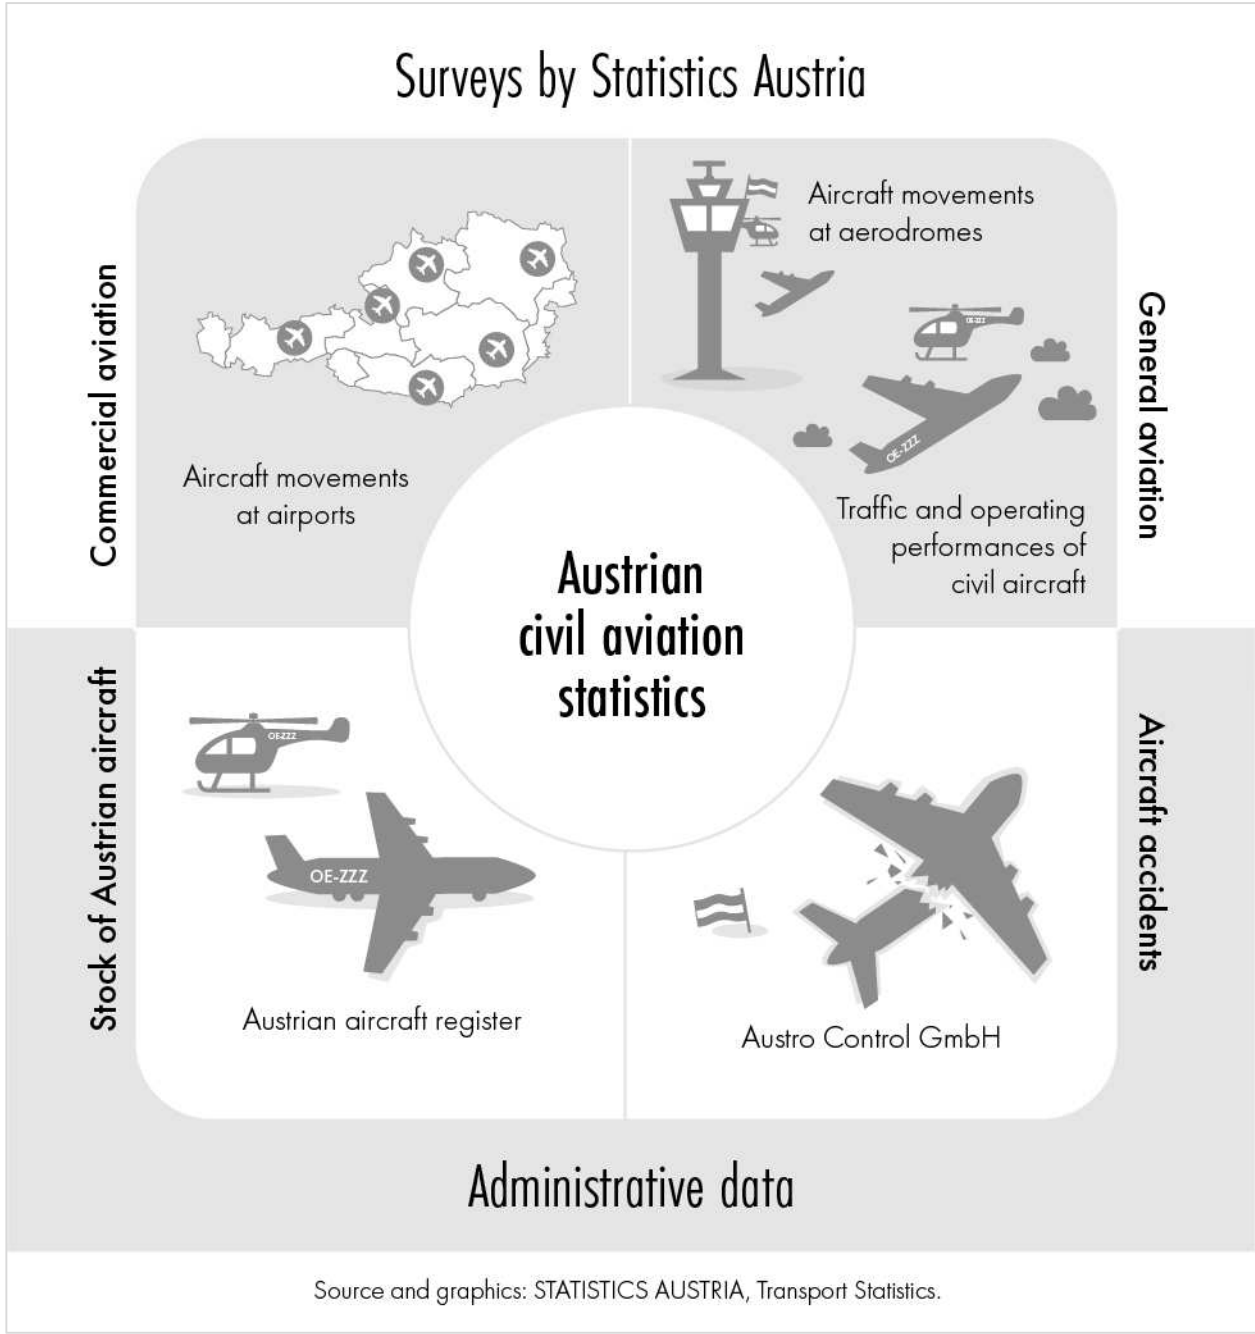 Surveys by Statistics Austria
Commercial aviation
Aircraft movements
at airports
Aircraft movements
at aerodromes
OE-ZZZ
OE-ZZZ
Traffic and operating
performances of
civil aircraft
General aviation
Austrian
civil aviation
statistics
Stock of Austrian aircraft
OE-ZZZ
OE-ZZZ
Austrian aircraft register
Austro Control GmbH
Aircraft accidents
Administrative data
Source and graphics: STATISTICS AUSTRIA, Transport Statistics.